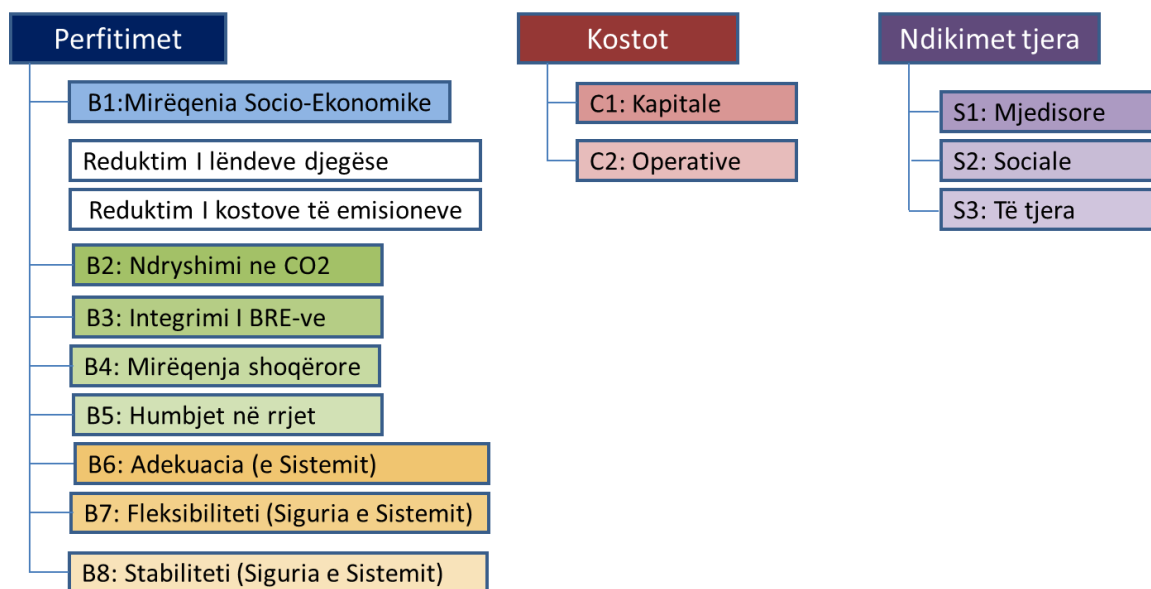 Perfitimet
B1:Mirëqenia Socio-Ekonomike
Reduktim I lëndeve djegëse
Reduktim I kostove të emisioneve
B2: Ndryshimi ne CO2
B3: Integrimi I BRE-ve
B4: Mirëqenja shoqërore
B5: Humbjet në rrjet
B6: Adekuacia (e Sistemit)
B7: Fleksibiliteti (Siguria e Sistemit)
B8: Stabiliteti (Siguria e Sistemit)
Kostot
C1: Kapitale
C2: Operative
Ndikimet tjera
S1: Mjedisore
S2: Sociale
S3: Të tjera